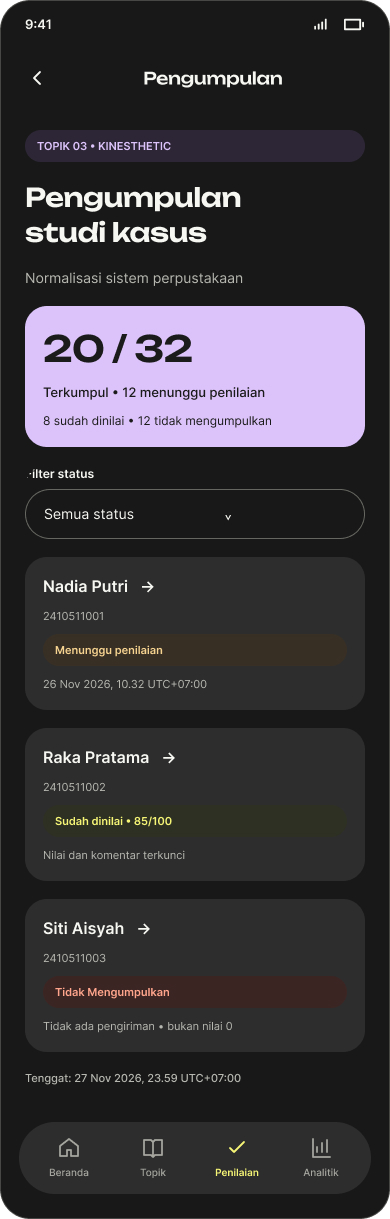 9:41
Pengumpulan
TOPIK 03 • KINESTHETIC
Pengumpulan
studi kasus
Normalisasi sistem perpustakaan
20 / 32
Terkumpul • 12 menunggu penilaian
8 sudah dinilai • 12 tidak mengumpulkan
status
Semua status
Nadia Putri →
2410511001
Menunggu penilaian
26 Nov 2026, 10.32 UTC+07:00
Raka Pratama →
2410511002
Sudah dinilai • 85/100
Nilai dan komentar terkunci
Siti Aisyah →
2410511003
Tidak Mengumpulkan
Tidak ada pengiriman • bukan nilai 0
Tenggat: 27 Nov 2026, 23.59 UTC+07:00
Beranda
Topik
Penilaian
Analitik